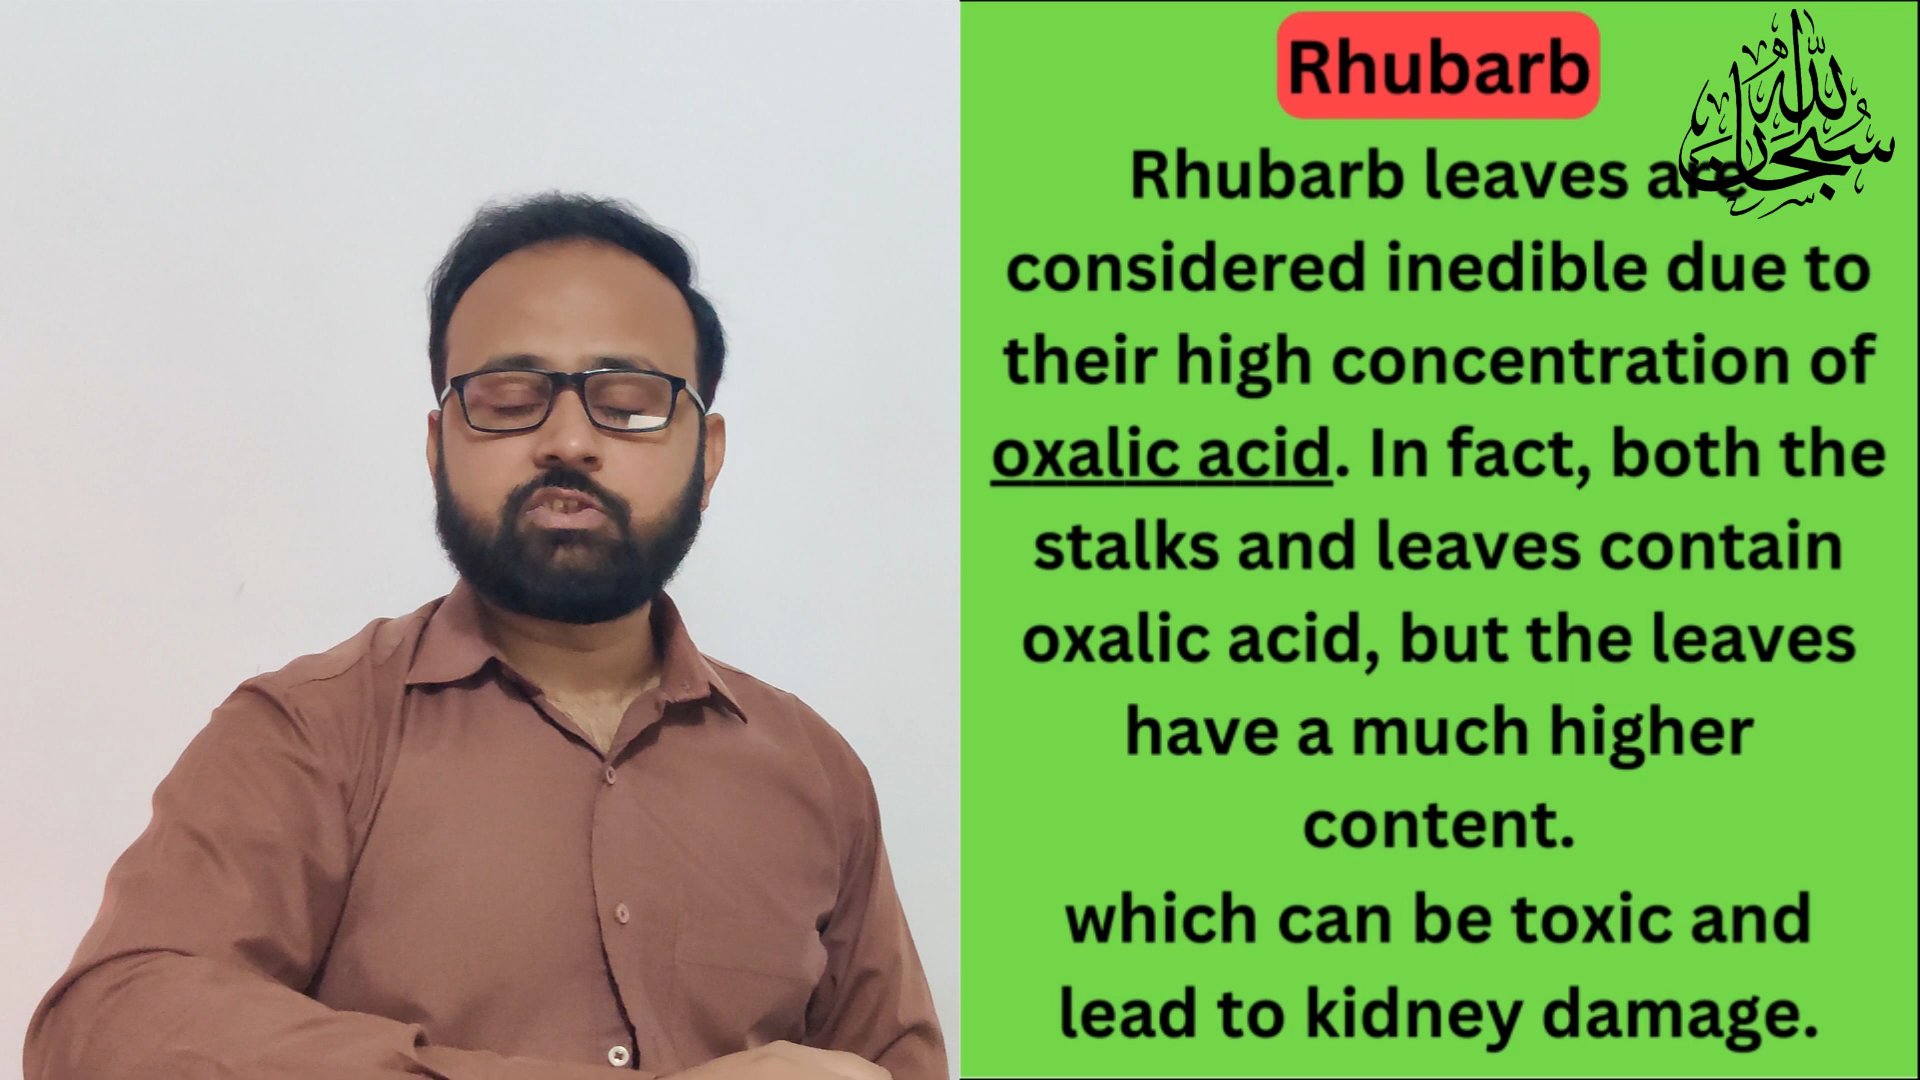 Rhubarb
سبحان الله
Rhubarb leaves are
considered inedible due to
their high concentration of
oxalic acid. In fact, both the
stalks and leaves contain
oxalic acid, but the leaves
have a much higher
content.
which can be toxic and
lead to kidney damage.